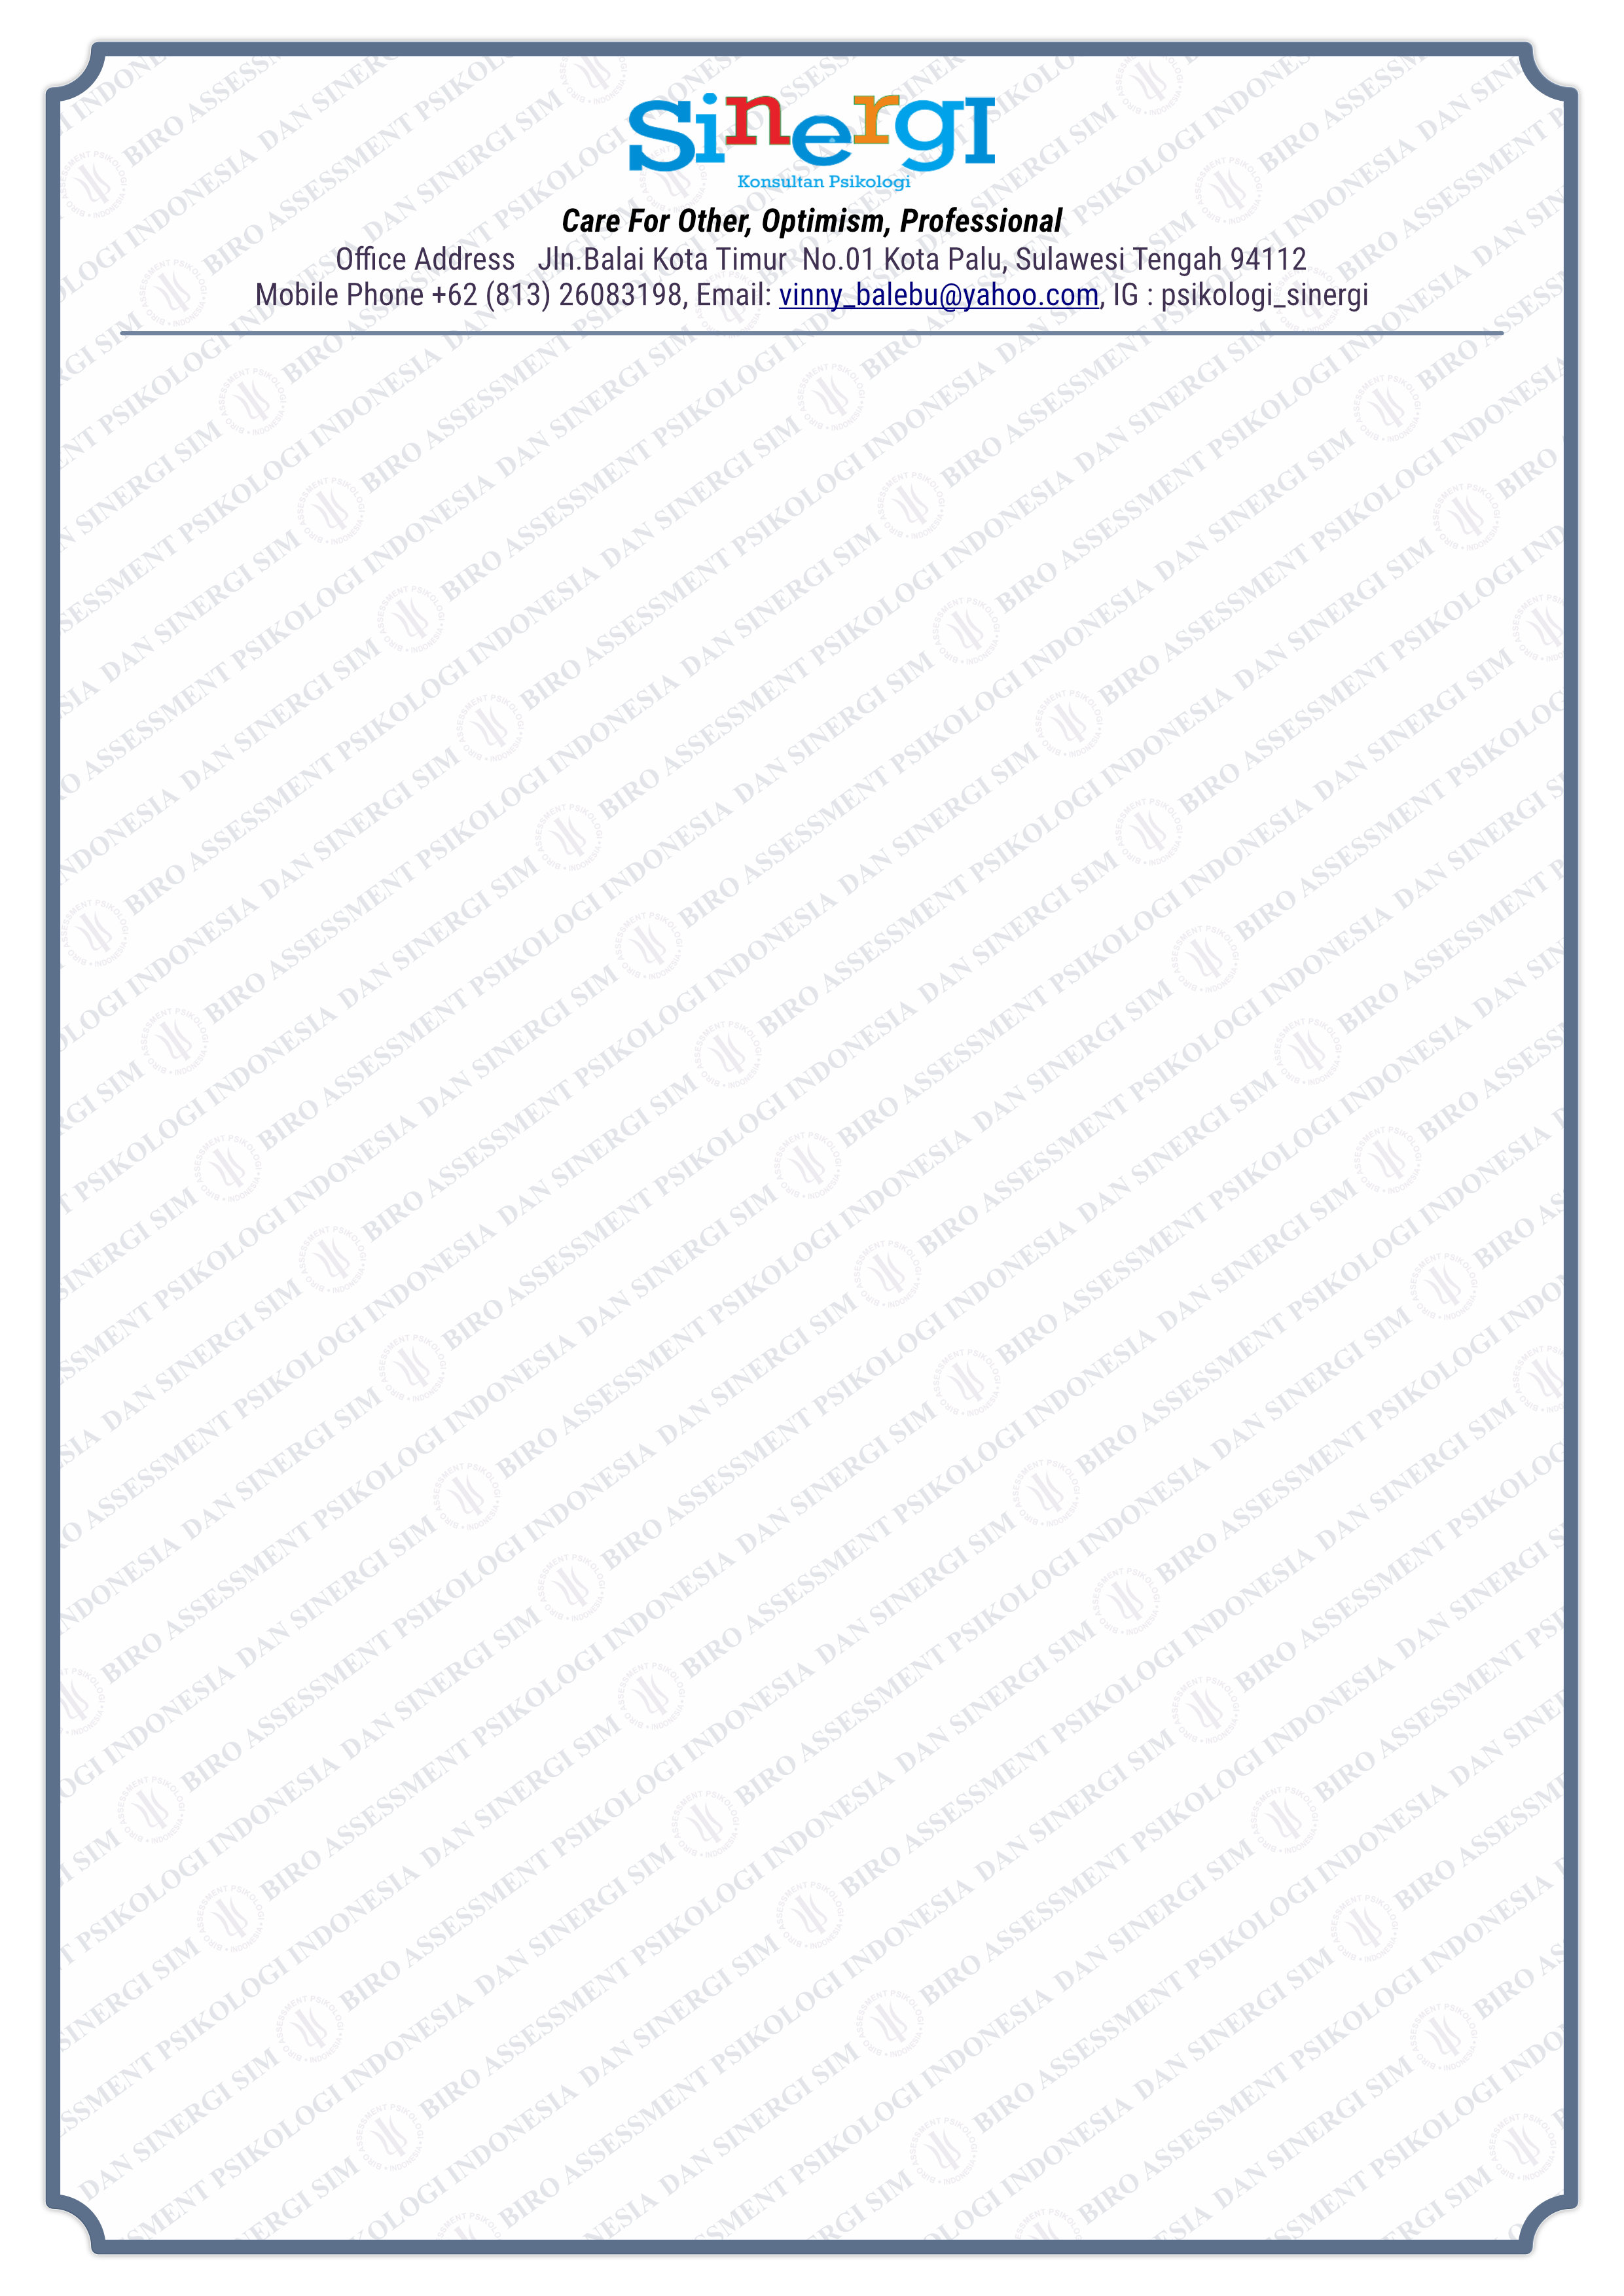 SinergI
Konsultan Psikologi
Care For Other, Optimism, Professional
Office Address Jln.Balai Kota Timur No.01 Kota Palu, Sulawesi Tengah 94112
Mobile Phone +62 (813) 26083198, Email: vinny_balebu@yahoo.com, IG : psikologi_sinergi
BIRO ASSESSMENT PSIKOLOGI INDONESIA DAN SINERGI SIM